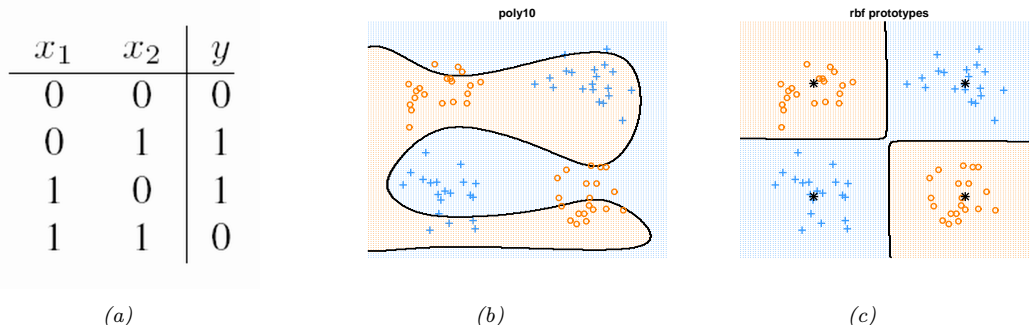 x₁ x₂ y
0 0 0
0 1 1
1 0 1
1 1 0
(a)
poly10
(b)
rbf prototypes
(c)